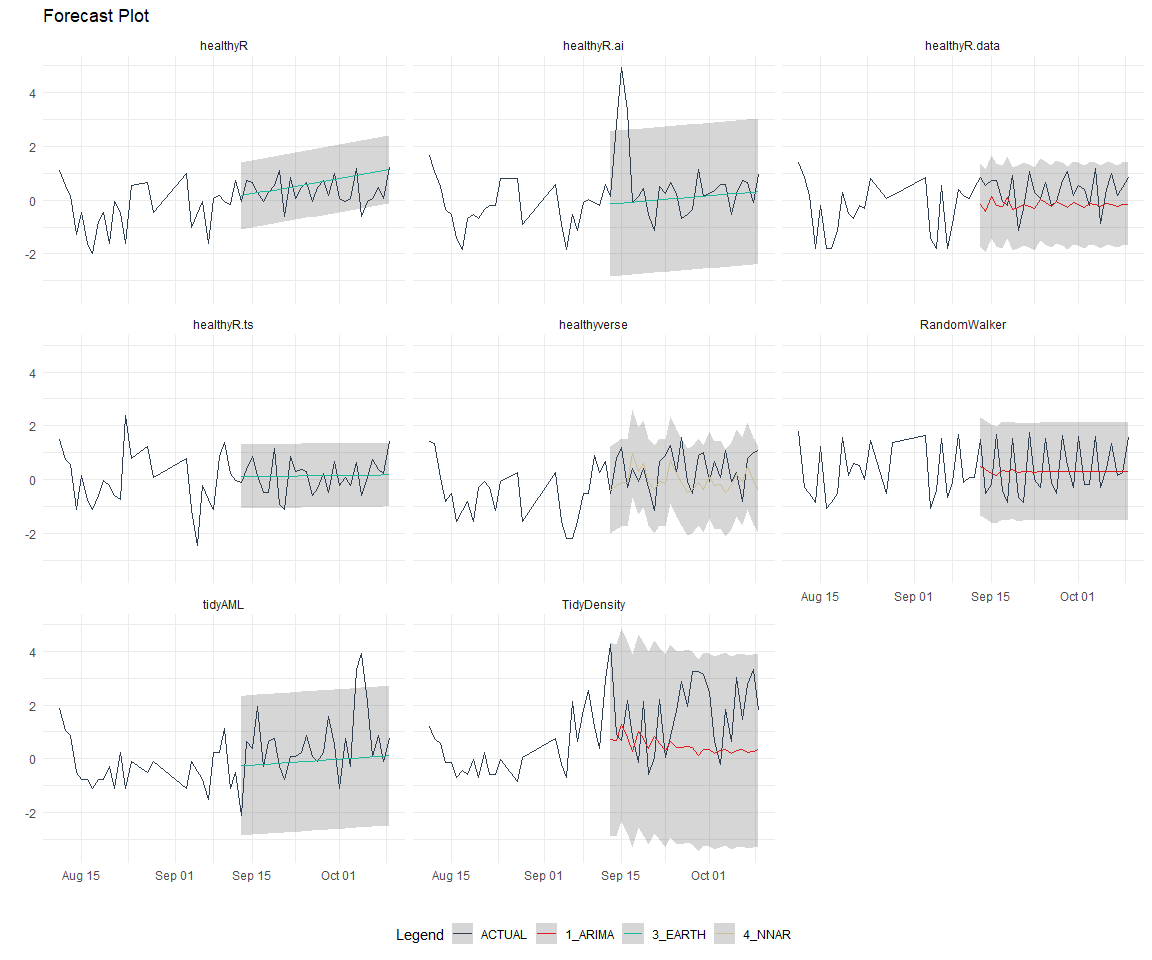 Forecast Plot
healthyR healthyR.ai healthyR.data
4
2
0
-2
healthyR.ts healthyverse RandomWalker
4
2
0
-2
Aug 15 Sep 01 Sep 15 Oct 01
tidyAML TidyDensity
4
2
0
-2
Aug 15 Sep 01 Sep 15 Oct 01 Aug 15 Sep 01 Sep 15 Oct 01
Legend ACTUAL 1_ARIMA 3_EARTH 4_NNAR